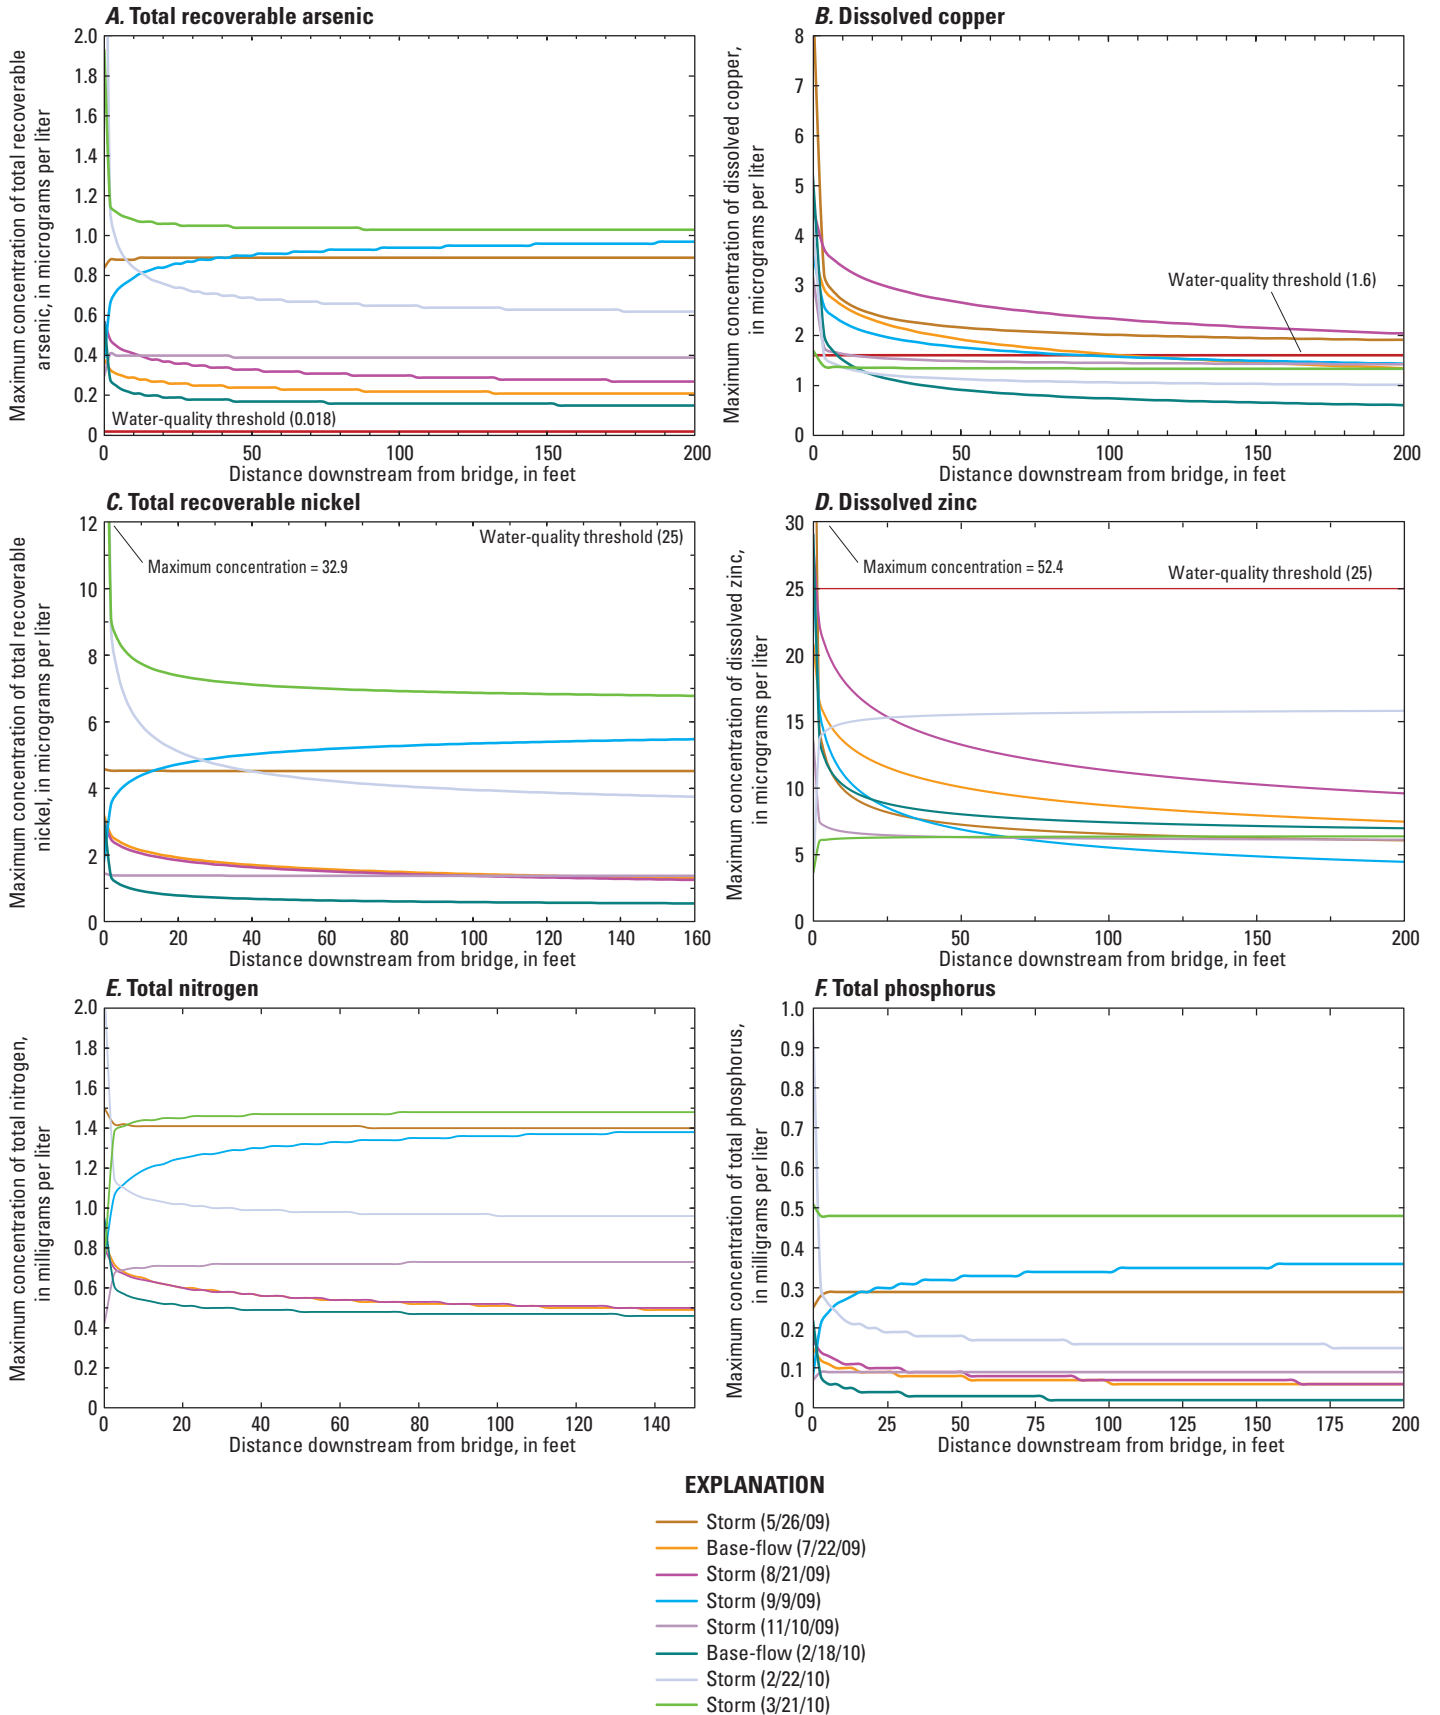 A. Total recoverable arsenic
Maximum concentration of total recoverable
arsenic, in micrograms per liter
2.0
1.8
1.6
1.4
1.2
1.0
0.8
0.6
0.4
0.2
0
Water-quality threshold (0.018)
0 50 100 150 200
Distance downstream from bridge, in feet
B. Dissolved copper
Maximum concentration of dissolved copper,
in micrograms per liter
8
7
6
5
4
3
2
1
0
Water-quality threshold (1.6)
0 50 100 150 200
Distance downstream from bridge, in feet
C. Total recoverable nickel
Maximum concentration of total recoverable
nickel, in micrograms per liter
12
10
8
6
4
2
0
Water-quality threshold (25)
Maximum concentration = 32.9
0 20 40 60 80 100 120 140 160
Distance downstream from bridge, in feet
D. Dissolved zinc
Maximum concentration of dissolved zinc,
in micrograms per liter
30
25
20
15
10
5
0
Maximum concentration = 52.4
Water-quality threshold (25)
0 50 100 150 200
Distance downstream from bridge, in feet
E. Total nitrogen
Maximum concentration of total nitrogen,
in milligrams per liter
2.0
1.8
1.6
1.4
1.2
1.0
0.8
0.6
0.4
0.2
0
0 20 40 60 80 100 120 140
Distance downstream from bridge, in feet
F. Total phosphorus
Maximum concentration of total phosphorus,
in milligrams per liter
1.0
0.9
0.8
0.7
0.6
0.5
0.4
0.3
0.2
0.1
0
0 25 50 75 100 125 150 175 200
Distance downstream from bridge, in feet
EXPLANATION
Storm (5/26/09)
Base-flow (7/22/09)
Storm (8/21/09)
Storm (9/9/09)
Storm (11/10/09)
Base-flow (2/18/10)
Storm (2/22/10)
Storm (3/21/10)